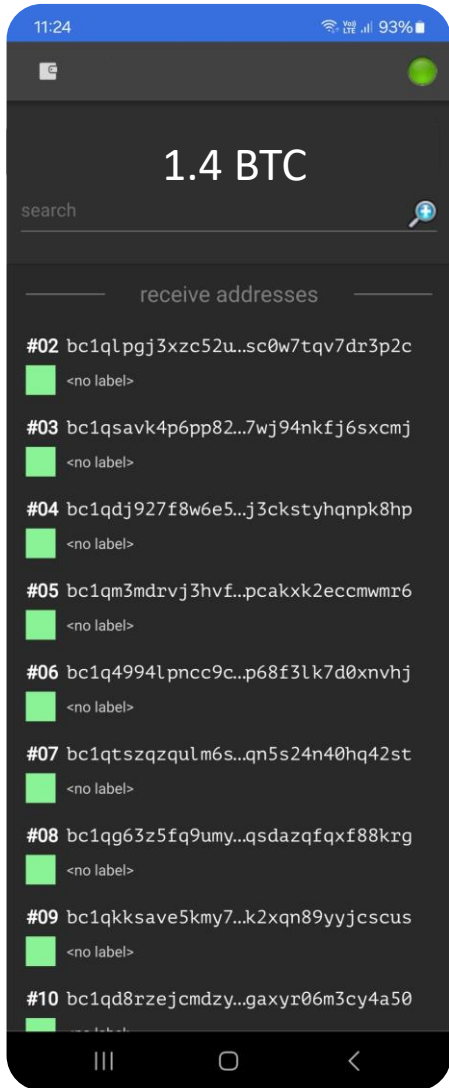 11:24 Vo) LTE 93%
1.4 BTC
search
receive addresses
#02 bc1qlpgj3xzc52u…sc0w7tqv7dr3p2c
<no label>
#03 bc1qsavk4p6pp82…7wj94nkfj6sxcmj
<no label>
#04 bc1qdj927f8w6e5…j3ckstyhqnpk8hp
<no label>
#05 bc1qm3mdrvj3hvf…pcakxk2eccmwmr6
<no label>
#06 bc1q4994lpncc9c…p68f3lk7d0xnvhj
<no label>
#07 bc1qtszqzqulm6s…qn5s24n40hq42st
<no label>
#08 bc1qg63z5fq9umy…qsdazqfqxf88krg
<no label>
#09 bc1qkksave5kmy7…k2xqn89yyjcscus
<no label>
#10 bc1qd8rzejcmdzy…gaxyr06m3cy4a50